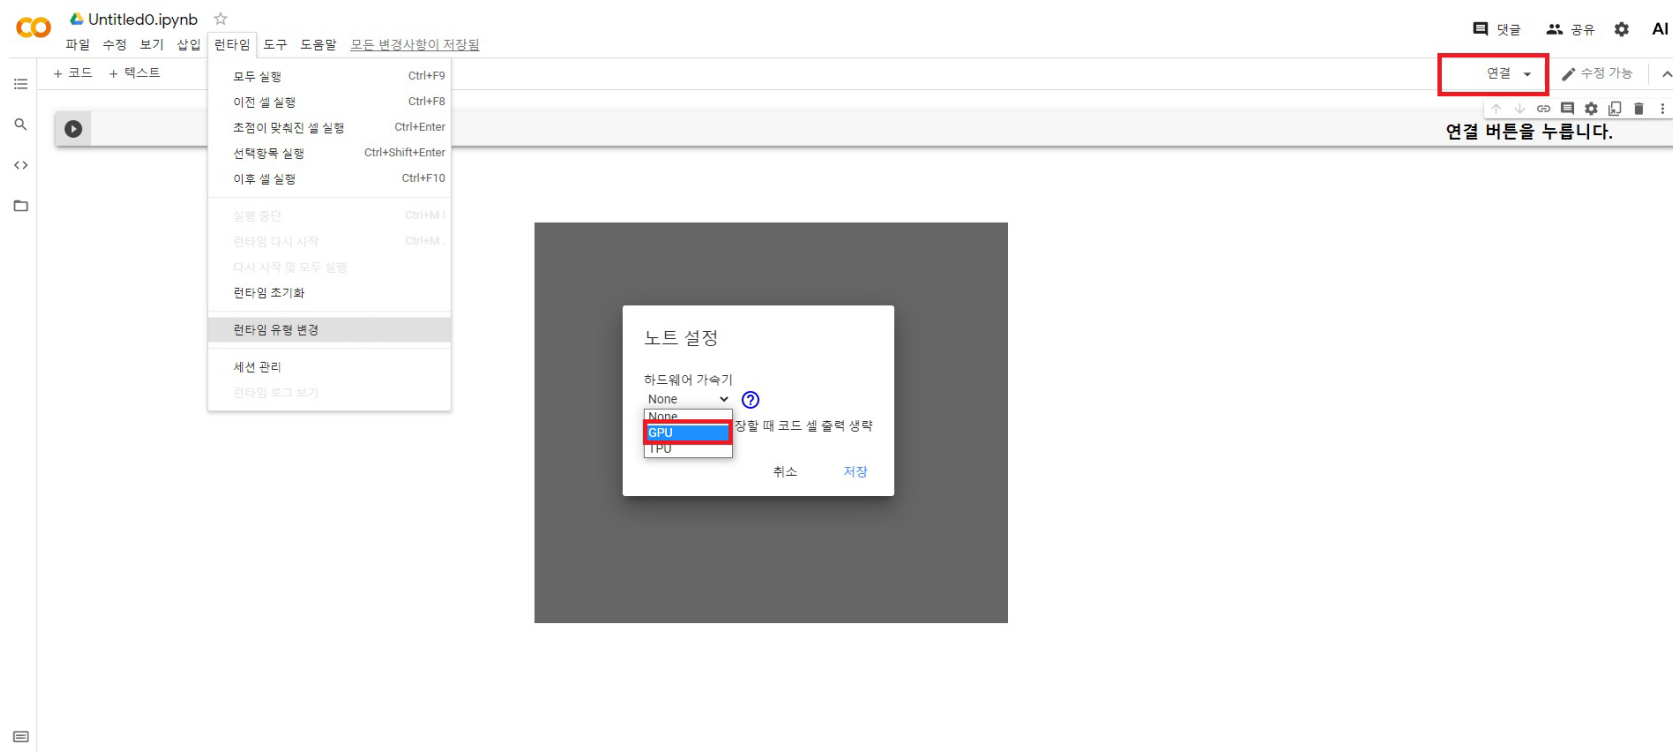 Untitled0.ipynb
파일 수정 보기 삽입 런타임 도구 도움말 모든 변경사항이 저장됨
댓글 공유 AI
+ 코드 + 텍스트
연결 수정 가능
연결 버튼을 누릅니다.
모두 실행 Ctrl+F9
이전 셀 실행 Ctrl+F8
초점이 맞춰진 셀 실행 Ctrl+Enter
선택항목 실행 Ctrl+Shift+Enter
이후 셀 실행 Ctrl+F10
실행 중단 Ctrl+M I
런타임 다시 시작 Ctrl+M .
다시 시작 및 모두 실행
런타임 초기화
런타임 유형 변경
세션 관리
런타임 로그 보기
노트 설정
하드웨어 가속기
None
None
GPU
장할 때 코드 셀 출력 생략
TPU
취소 저장